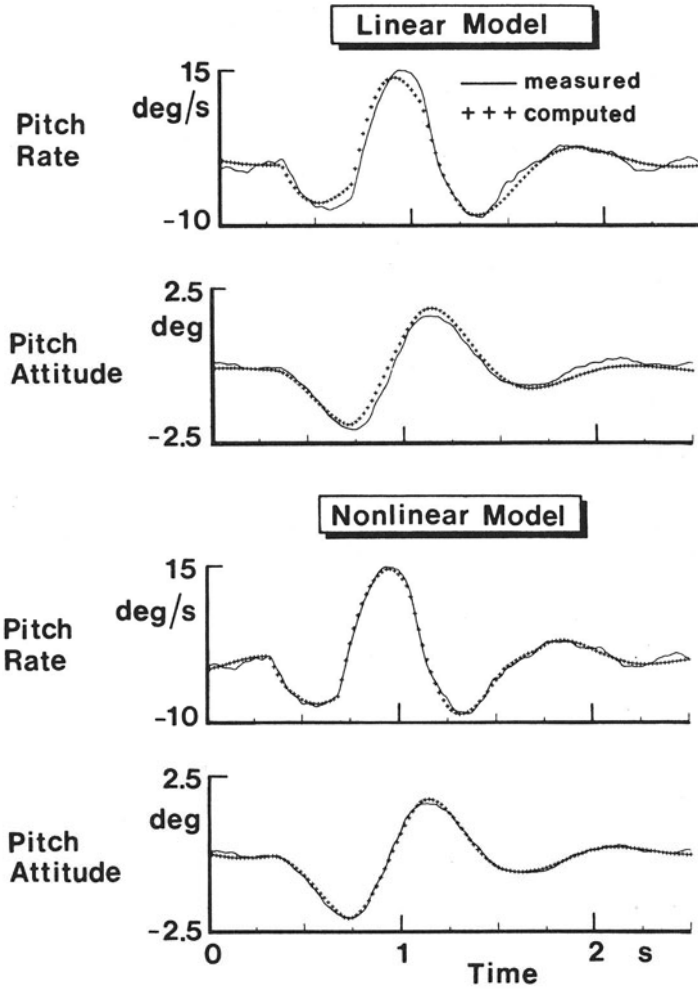 Linear Model
15
deg/s
Pitch
Rate
-10
measured
+++ computed
2.5
deg
Pitch
Attitude
-2.5
Nonlinear Model
15
deg/s
Pitch
Rate
-10
2.5
deg
Pitch
Attitude
-2.5
0 1 2 s
Time